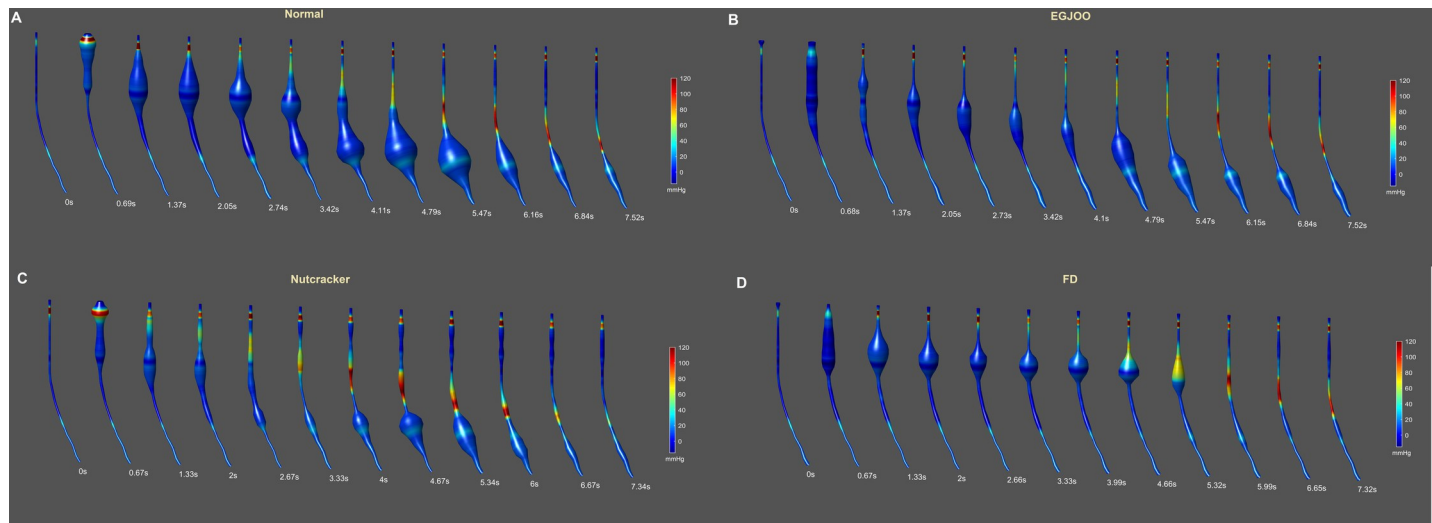 A
Normal
120
100
80
60
40
20
0
mmHg
0s
0.69s
1.37s
2.05s
2.74s
3.42s
4.11s
4.79s
5.47s
6.16s
6.84s
7.52s
B
EGJOO
120
100
80
60
40
20
0
mmHg
0s
0.68s
1.37s
2.05s
2.73s
3.42s
4.1s
4.79s
5.47s
6.15s
6.84s
7.52s
C
Nutcracker
120
100
80
60
40
20
0
mmHg
0s
0.67s
1.33s
2s
2.67s
3.33s
4s
4.67s
5.34s
6s
6.67s
7.34s
D
FD
120
100
80
60
40
20
0
mmHg
0s
0.67s
1.33s
2s
2.66s
3.33s
3.99s
4.66s
5.32s
5.99s
6.65s
7.32s